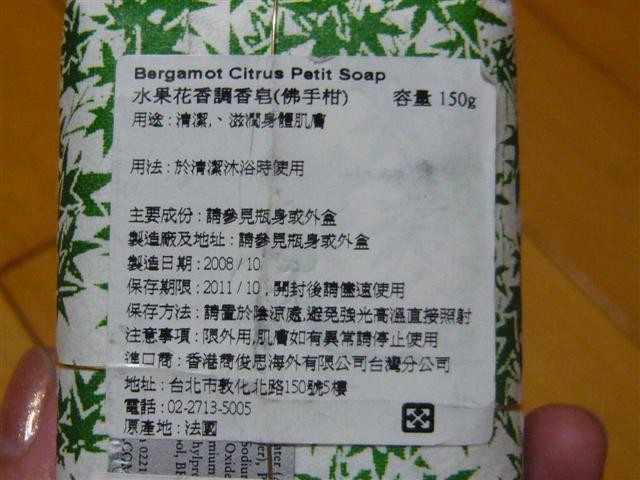 Bergamot Citrus Petit Soap
水果花香調香皂(佛手柑) 容量 150g
用途 : 清潔,、滋潤身體肌膚
用法 : 於清潔沐浴時使用
主要成份 : 請參見瓶身或外盒
製造廠及地址 : 請參見瓶身或外盒
製造日期 : 2008 / 10
保存期限 : 2011 / 10 ; 開封後請儘速使用
保存方法 : 請置於陰涼處,避免強光高溫直接照射
注意事項 : 限外用,肌膚如有異常請停止使用
進口商 : 香港商俊思海外有限公司台灣分公司
地址 : 台北市敦化北路150號5樓
電話 : 02-2713-5005
原產地 : 法國
0221
Sodiu
Oxide